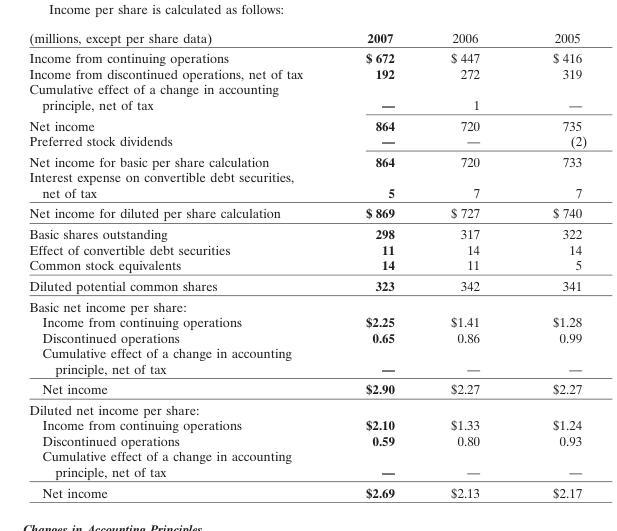 Income per share is calculated as follows:
(millions, except per share data) 2007 2006 2005
Income from continuing operations $ 672 $ 447 $ 416
Income from discontinued operations, net of tax 192 272 319
Cumulative effect of a change in accounting
principle, net of tax — 1 —
Net income 864 720 735
Preferred stock dividends — — (2)
Net income for basic per share calculation 864 720 733
Interest expense on convertible debt securities,
net of tax 5 7 7
Net income for diluted per share calculation $ 869 $ 727 $ 740
Basic shares outstanding 298 317 322
Effect of convertible debt securities 11 14 14
Common stock equivalents 14 11 5
Diluted potential common shares 323 342 341
Basic net income per share:
Income from continuing operations $2.25 $1.41 $1.28
Discontinued operations 0.65 0.86 0.99
Cumulative effect of a change in accounting
principle, net of tax — — —
Net income $2.90 $2.27 $2.27
Diluted net income per share:
Income from continuing operations $2.10 $1.33 $1.24
Discontinued operations 0.59 0.80 0.93
Cumulative effect of a change in accounting
principle, net of tax — — —
Net income $2.69 $2.13 $2.17
Changes in Accounting Principles